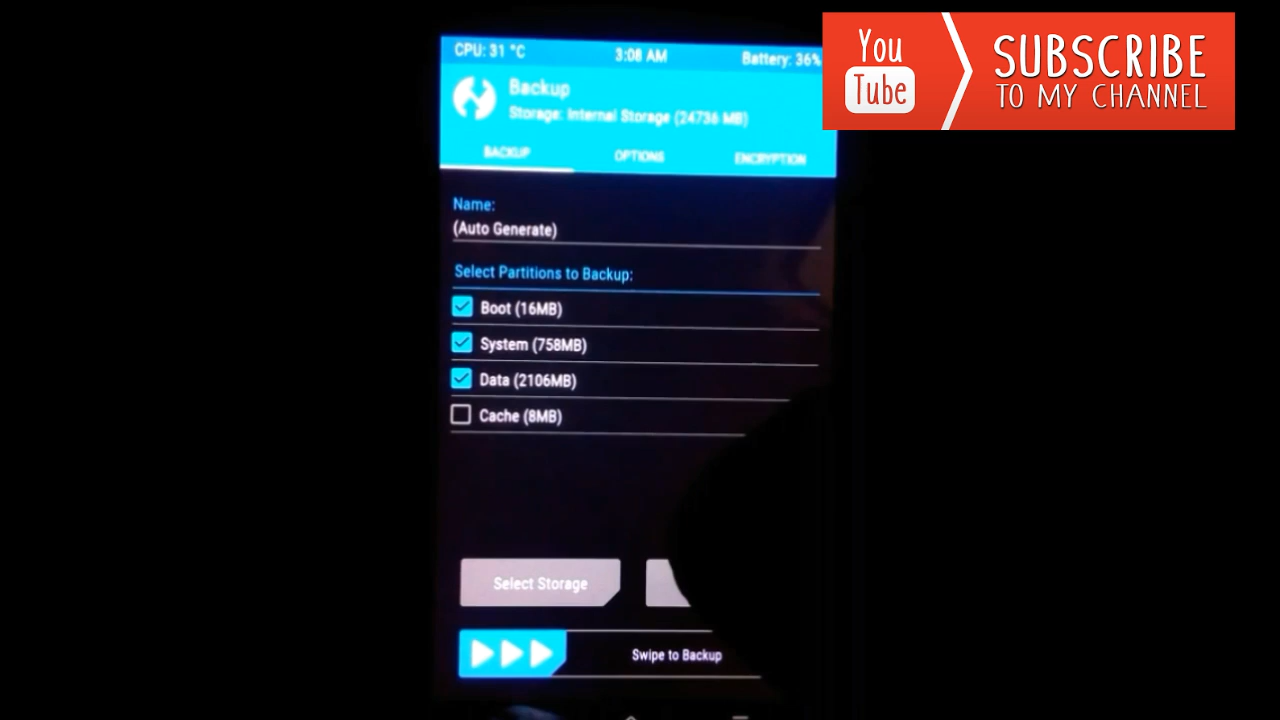 CPU: 31 °C 3:08 AM Battery: 36%
Backup
Storage: Internal Storage (24736 MB)
BACKUP OPTIONS ENCRYPTION
Name:
(Auto Generate)
Select Partitions to Backup:
Boot (16MB)
System (758MB)
Data (2106MB)
Cache (8MB)
Select Storage
Swipe to Backup
You
Tube
SUBSCRIBE
TO MY CHANNEL